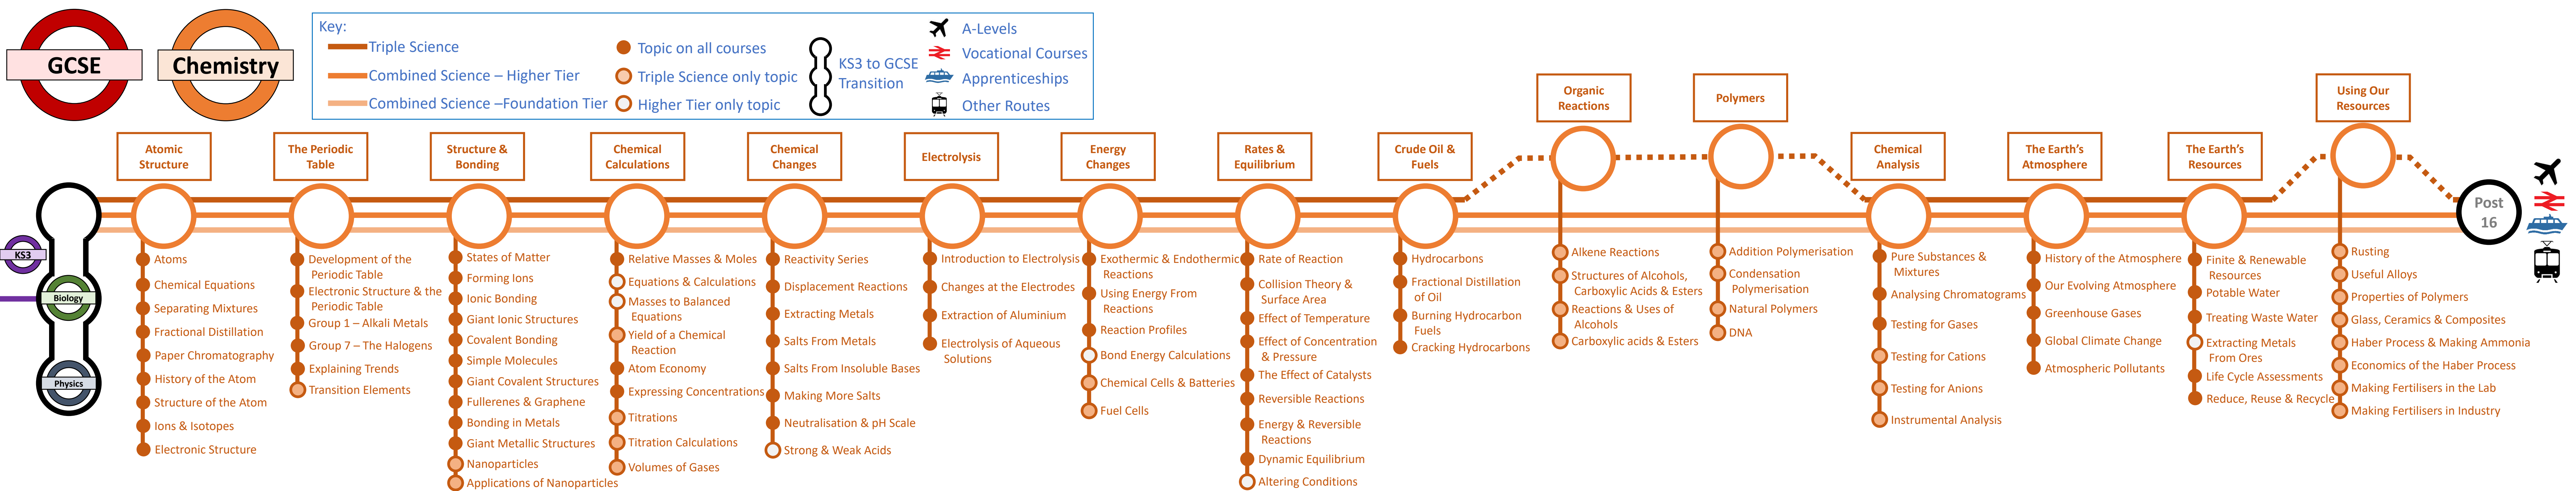 GCSE
Chemistry
Key:
Triple Science
Combined Science – Higher Tier
Combined Science –Foundation Tier
Topic on all courses
Triple Science only topic
Higher Tier only topic
KS3 to GCSE
Transition
A-Levels
Vocational Courses
Apprenticeships
Other Routes
KS3
Biology
Physics
Atomic
Structure
Atoms
Chemical Equations
Separating Mixtures
Fractional Distillation
Paper Chromatography
History of the Atom
Structure of the Atom
Ions & Isotopes
Electronic Structure
The Periodic
Table
Development of the
Periodic Table
Electronic Structure & the
Periodic Table
Group 1 – Alkali Metals
Group 7 – The Halogens
Explaining Trends
Transition Elements
Structure &
Bonding
States of Matter
Forming Ions
Ionic Bonding
Giant Ionic Structures
Covalent Bonding
Simple Molecules
Giant Covalent Structures
Fullerenes & Graphene
Bonding in Metals
Giant Metallic Structures
Nanoparticles
Applications of Nanoparticles
Chemical
Calculations
Relative Masses & Moles
Equations & Calculations
Masses to Balanced
Equations
Yield of a Chemical
Reaction
Atom Economy
Expressing Concentrations
Titrations
Titration Calculations
Volumes of Gases
Chemical
Changes
Reactivity Series
Displacement Reactions
Extracting Metals
Salts From Metals
Salts From Insoluble Bases
Making More Salts
Neutralisation & pH Scale
Strong & Weak Acids
Electrolysis
Introduction to Electrolysis
Changes at the Electrodes
Extraction of Aluminium
Electrolysis of Aqueous
Solutions
Energy
Changes
Exothermic & Endothermic
Reactions
Using Energy From
Reactions
Reaction Profiles
Bond Energy Calculations
Chemical Cells & Batteries
Fuel Cells
Rates &
Equilibrium
Rate of Reaction
Collision Theory &
Surface Area
Effect of Temperature
Effect of Concentration
& Pressure
The Effect of Catalysts
Reversible Reactions
Energy & Reversible
Reactions
Dynamic Equilibrium
Altering Conditions
Crude Oil &
Fuels
Hydrocarbons
Fractional Distillation
of Oil
Burning Hydrocarbon
Fuels
Cracking Hydrocarbons
Organic
Reactions
Alkene Reactions
Structures of Alcohols,
Carboxylic Acids & Esters
Reactions & Uses of
Alcohols
Carboxylic acids & Esters
Polymers
Addition Polymerisation
Condensation
Polymerisation
Natural Polymers
DNA
Chemical
Analysis
Pure Substances &
Mixtures
Analysing Chromatograms
Testing for Gases
Testing for Cations
Testing for Anions
Instrumental Analysis
The Earth's
Atmosphere
History of the Atmosphere
Our Evolving Atmosphere
Greenhouse Gases
Global Climate Change
Atmospheric Pollutants
The Earth's
Resources
Finite & Renewable
Resources
Potable Water
Treating Waste Water
Extracting Metals
From Ores
Life Cycle Assessments
Reduce, Reuse & Recycle
Using Our
Resources
Rusting
Useful Alloys
Properties of Polymers
Glass, Ceramics & Composites
Haber Process & Making Ammonia
Economics of the Haber Process
Making Fertilisers in the Lab
Making Fertilisers in Industry
Post
16